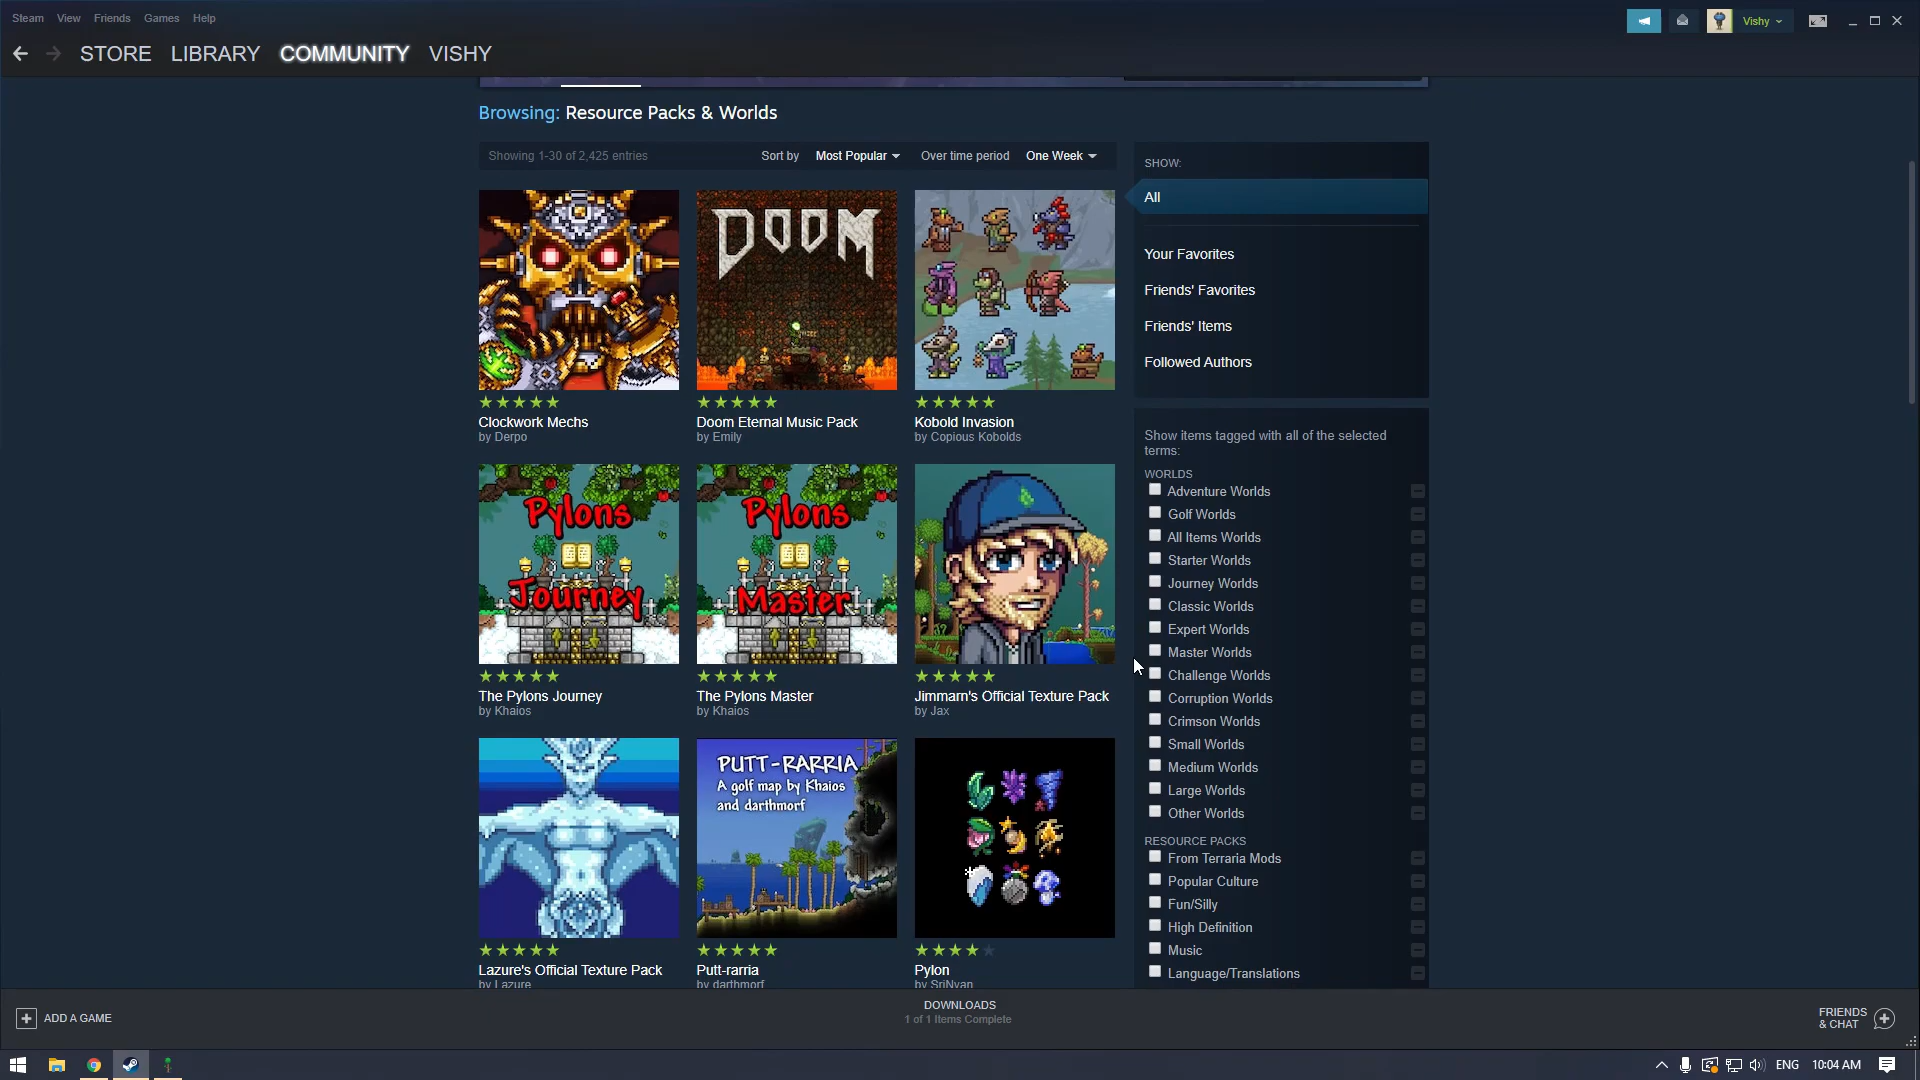 Steam View Friends Games Help
Vishy
STORE LIBRARY COMMUNITY VISHY
Browsing: Resource Packs & Worlds
Showing 1-30 of 2,425 entries
Sort by Most Popular Over time period One Week
DOOM
Clockwork Mechs
by Derpo
Doom Eternal Music Pack
by Emily
Kobold Invasion
by Copious Kobolds
Pylons
Journey
Pylons
Master
The Pylons Journey
by Khaios
The Pylons Master
by Khaios
Jimmarn's Official Texture Pack
by Jax
PUTT-RARRIA
A golf map by Khaios
and darthmorf
Lazure's Official Texture Pack
by Lazure
Putt-rarria
by darthmorf
Pylon
by SriNyan
SHOW:
All
Your Favorites
Friends' Favorites
Friends' Items
Followed Authors
Show items tagged with all of the selected
terms:
WORLDS
Adventure Worlds
Golf Worlds
All Items Worlds
Starter Worlds
Journey Worlds
Classic Worlds
Expert Worlds
Master Worlds
Challenge Worlds
Corruption Worlds
Crimson Worlds
Small Worlds
Medium Worlds
Large Worlds
Other Worlds
RESOURCE PACKS
From Terraria Mods
Popular Culture
Fun/Silly
High Definition
Music
Language/Translations
ADD A GAME
DOWNLOADS
1 of 1 Items Complete
FRIENDS
& CHAT
ENG 10:04 AM